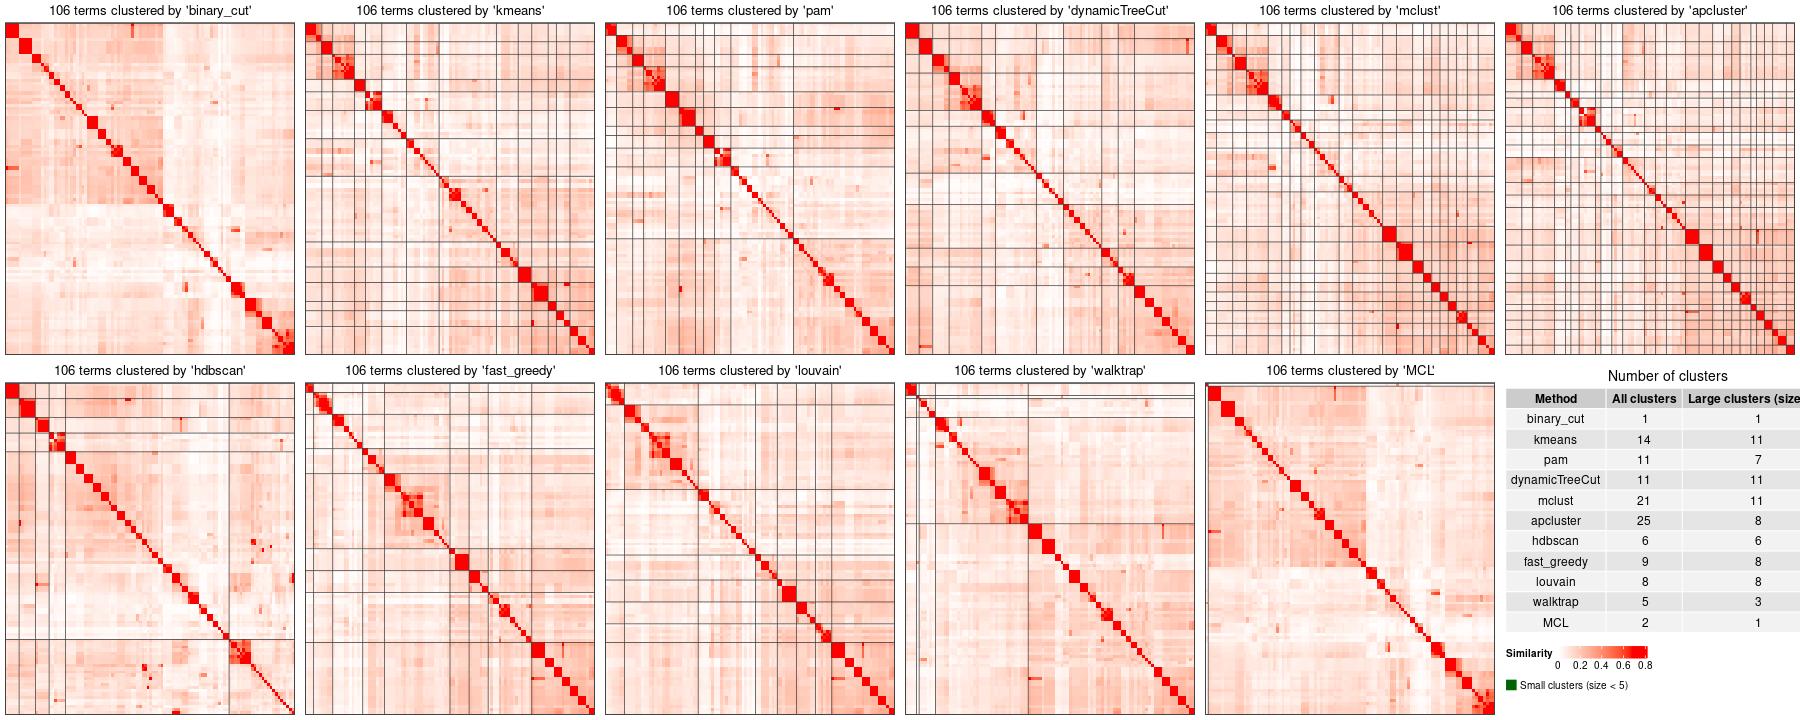 106 terms clustered by 'binary_cut'
106 terms clustered by 'kmeans'
106 terms clustered by 'pam'
106 terms clustered by 'dynamicTreeCut'
106 terms clustered by 'mclust'
106 terms clustered by 'apcluster'
106 terms clustered by 'hdbscan'
106 terms clustered by 'fast_greedy'
106 terms clustered by 'louvain'
106 terms clustered by 'walktrap'
106 terms clustered by 'MCL'
Number of clusters
Method All clusters Large clusters (size
binary_cut 1 1
kmeans 14 11
pam 11 7
dynamicTreeCut 11 11
mclust 21 11
apcluster 25 8
hdbscan 6 6
fast_greedy 9 8
louvain 8 8
walktrap 5 3
MCL 2 1
Similarity
0 0.2 0.4 0.6 0.8
Small clusters (size < 5)